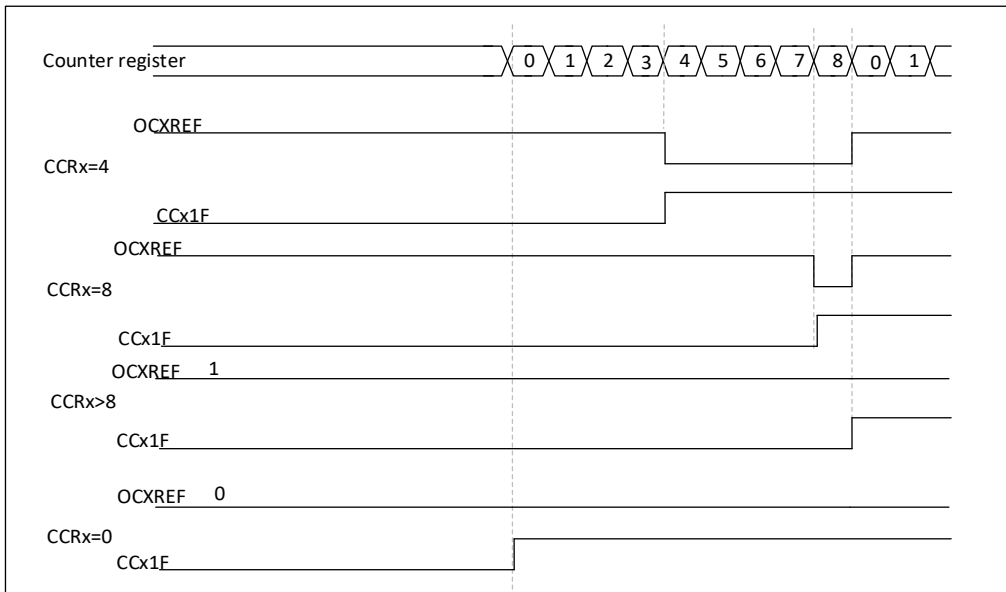 Counter register 0 1 2 3 4 5 6 7 8 0 1
OCXREF
CCRx=4
CCx1F
OCXREF
CCRx=8
CCx1F
OCXREF 1
CCRx>8
CCx1F
OCXREF 0
CCRx=0
CCx1F